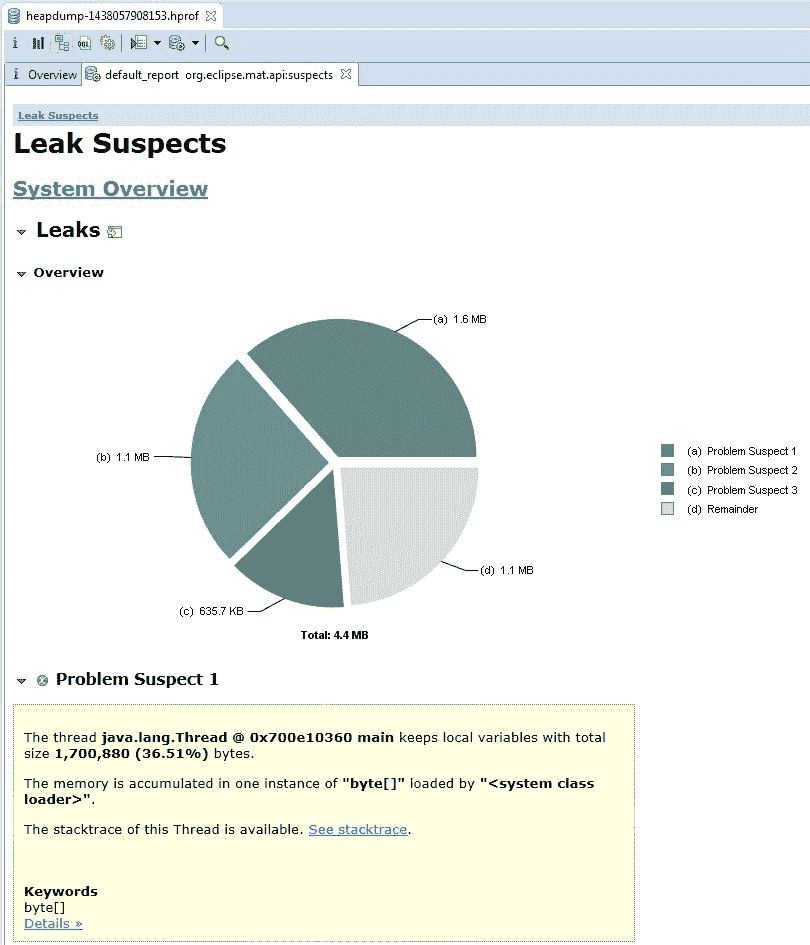 heapdump-1438057908153.hprof
i Overview default_report org.eclipse.mat.api:suspects
Leak Suspects
Leak Suspects
System Overview
Leaks
Overview
(a) 1.6 MB
(b) 1.1 MB
(c) 635.7 KB
(d) 1.1 MB
Total: 4.4 MB
(a) Problem Suspect 1
(b) Problem Suspect 2
(c) Problem Suspect 3
(d) Remainder
Problem Suspect 1
The thread java.lang.Thread @ 0x700e10360 main keeps local variables with total
size 1,700,880 (36.51%) bytes.
The memory is accumulated in one instance of "byte[]" loaded by "<system class
loader>".
The stacktrace of this Thread is available. See stacktrace.
Keywords
byte[]
Details »